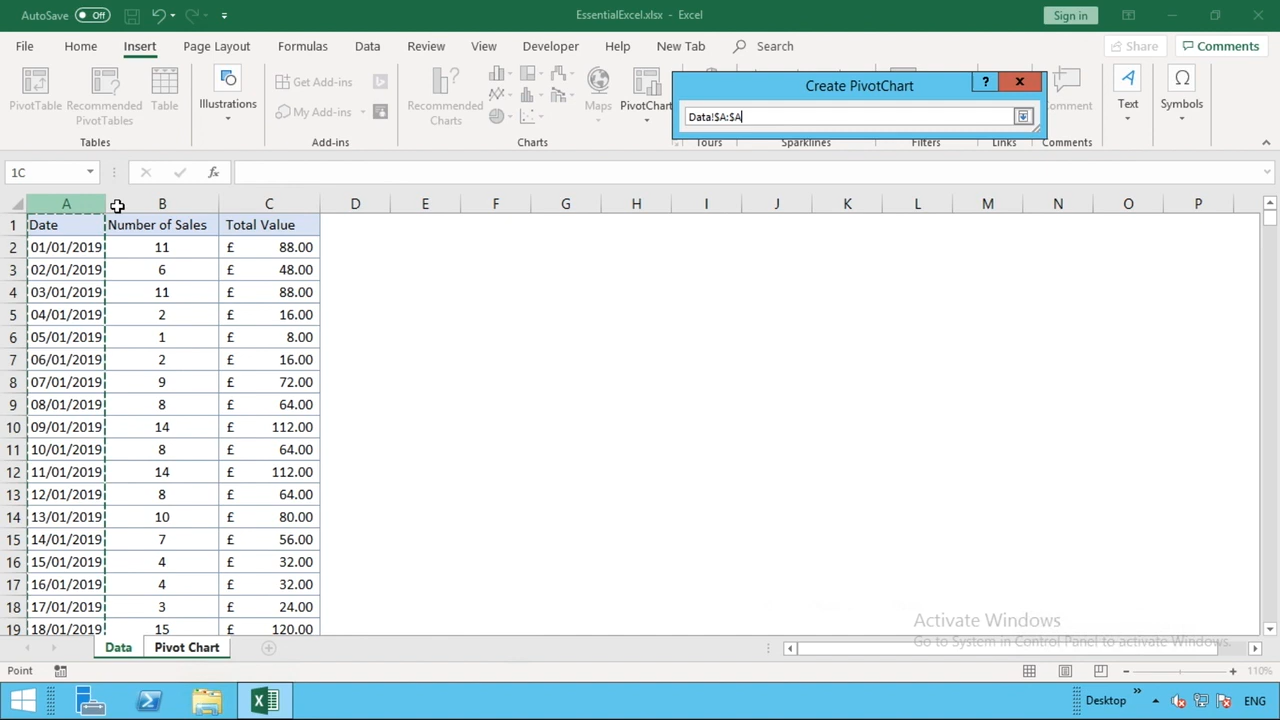 AutoSave Off
EssentialExcel.xlsx - Excel
Sign in
File Home Insert Page Layout Formulas Data Review View Developer Help New Tab Search
Share Comments
PivotTable Recommended PivotTables Table
Tables
Illustrations
Get Add-ins
My Add-ins
Add-ins
Recommended Charts
Maps PivotChart
Charts
Tours Sparklines Filters Links Comments
Comment
Text Symbols
Create PivotChart ?
Data!$A:$A
1C fx
A B C D E F G H I J K L M N O P
1 Date Number of Sales Total Value
2 01/01/2019 11 £ 88.00
3 02/01/2019 6 £ 48.00
4 03/01/2019 11 £ 88.00
5 04/01/2019 2 £ 16.00
6 05/01/2019 1 £ 8.00
7 06/01/2019 2 £ 16.00
8 07/01/2019 9 £ 72.00
9 08/01/2019 8 £ 64.00
10 09/01/2019 14 £ 112.00
11 10/01/2019 8 £ 64.00
12 11/01/2019 14 £ 112.00
13 12/01/2019 8 £ 64.00
14 13/01/2019 10 £ 80.00
15 14/01/2019 7 £ 56.00
16 15/01/2019 4 £ 32.00
17 16/01/2019 4 £ 32.00
18 17/01/2019 3 £ 24.00
19 18/01/2019 15 £ 120.00
Activate Windows
Go to System in Control Panel to activate Windows.
Data Pivot Chart
Point 110%
Desktop ENG